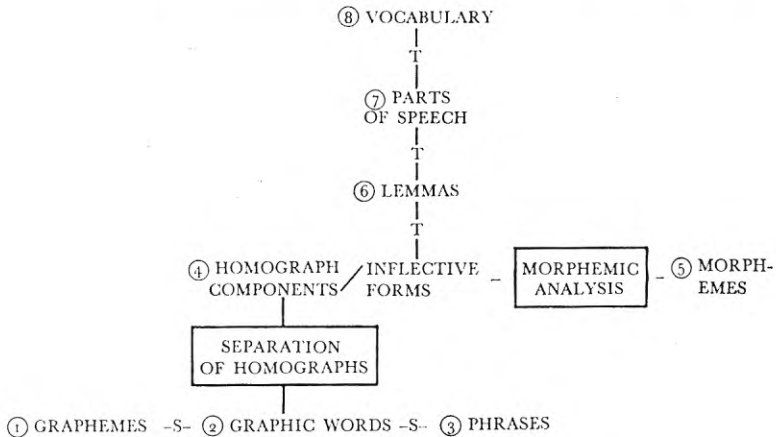 ⑧ VOCABULARY
T
⑦ PARTS
OF SPEECH
T
⑥ LEMMAS
T
④ HOMOGRAPH / INFLECTIVE – MORPHEMIC – ⑤ MORPH-
COMPONENTS FORMS ANALYSIS EMES
SEPARATION
OF HOMOGRAPHS
① GRAPHEMES –S– ② GRAPHIC WORDS –S– ③ PHRASES